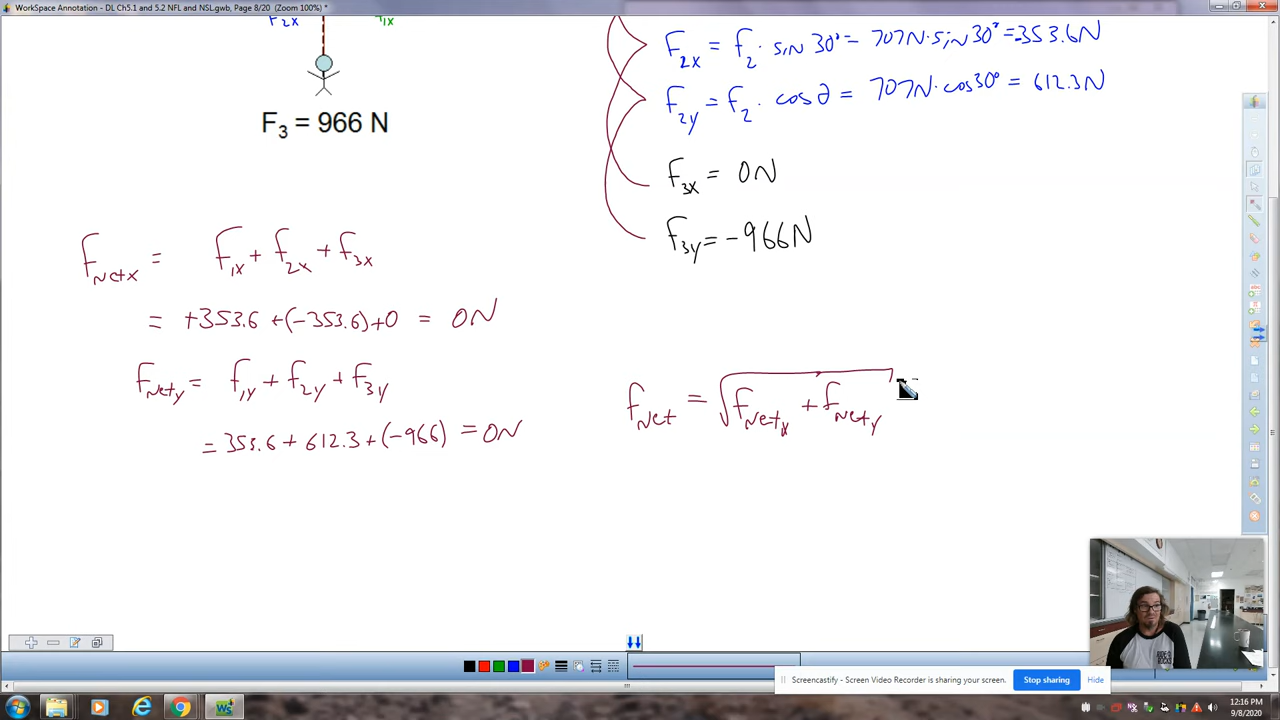 WorkSpace Annotation - DL Ch5.1 and 5.2 NFL and NSL.gwb, Page 8/20 (Zoom 100%) *
F2x
F1x
F3 = 966 N
F2x = F2 · sin 30° = 707N·sin30° = -353.6N
F2y = F2 · cos θ = 707N·cos30° = 612.3N
F3x = 0N
F3y = -966N
FNetx = F1x + F2x + F3x
= +353.6 + (-353.6) + 0 = 0N
FNety = F1y + F2y + F3y
= 353.6 + 612.3 + (-966) = 0N
FNet = √FNetx + FNety
Screencastify - Screen Video Recorder is sharing your screen.
Stop sharing
Hide
12:16 PM
9/8/2020